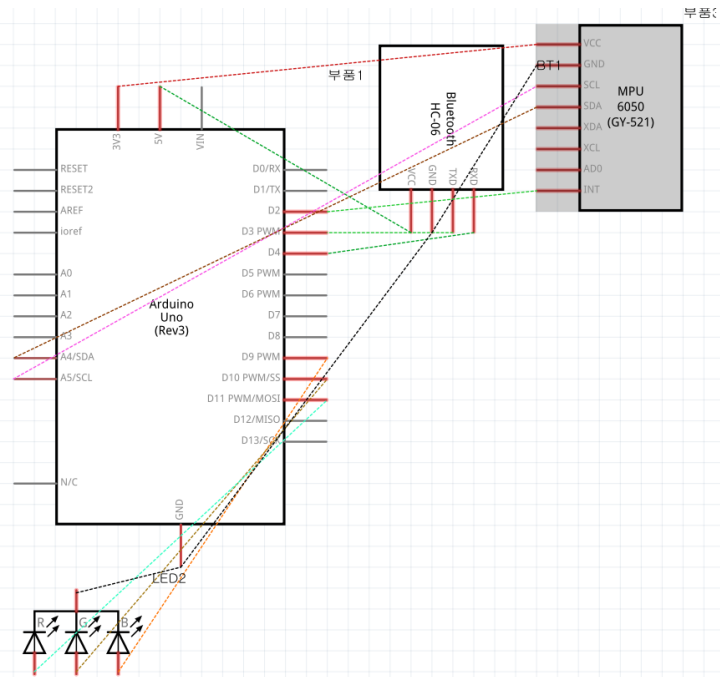 부품1
3V3
5V
VIN
RESET
RESET2
AREF
ioref
A0
A1
A2
A3
A4/SDA
A5/SCL
N/C
D0/RX
D1/TX
D2
D3 PWM
D4
D5 PWM
D6 PWM
D7
D8
D9 PWM
D10 PWM/SS
D11 PWM/MOSI
D12/MISO
D13/SCK
GND
Arduino
Uno
(Rev3)
Bluetooth
HC-06
VCC
GND
TXD
RXD
BT1
VCC
GND
SCL
SDA
XDA
XCL
AD0
INT
MPU
6050
(GY-521)
LED2
R
G
B